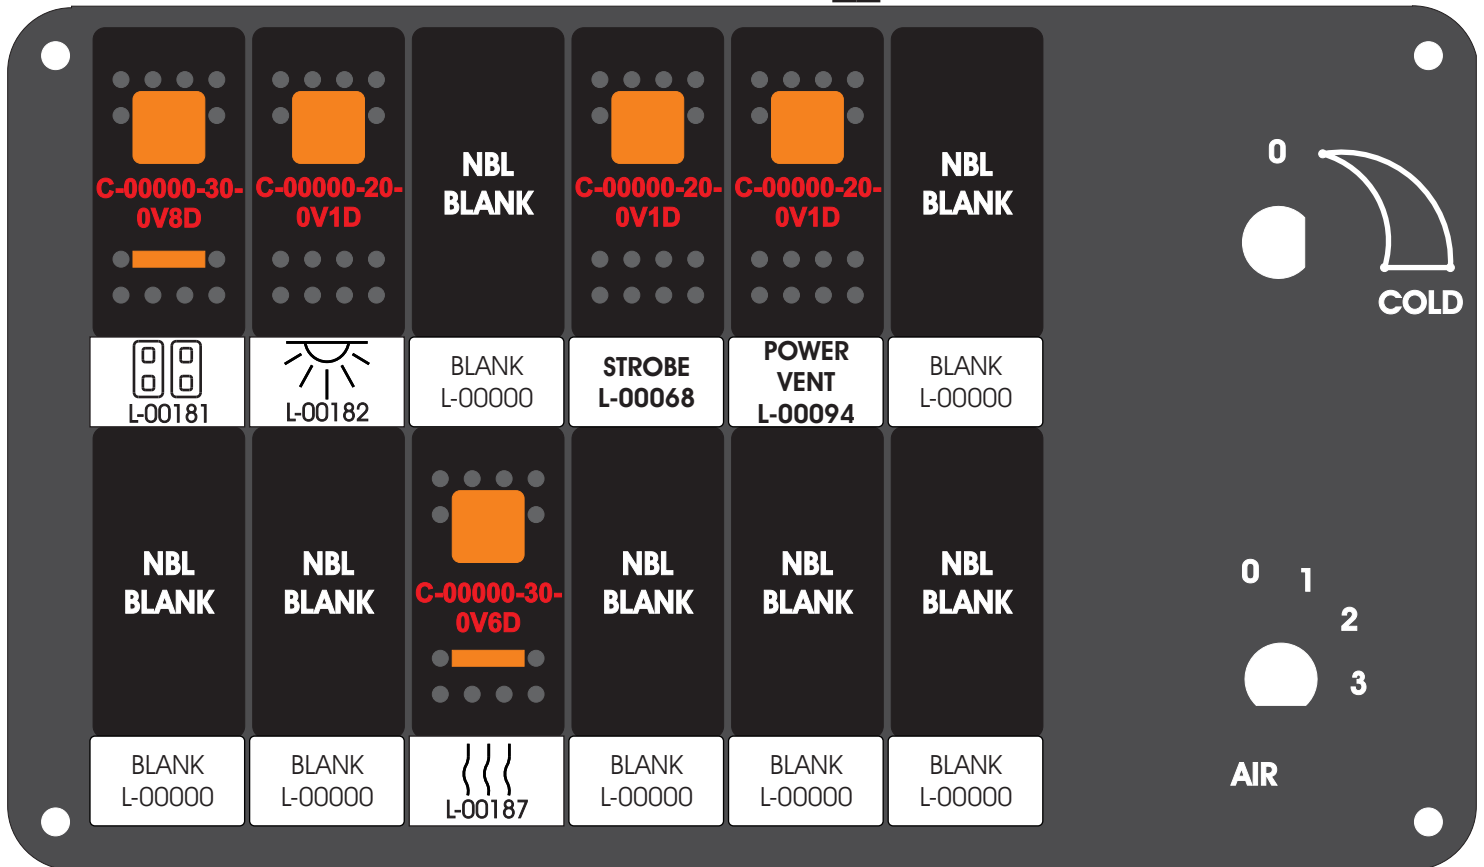 C-00000-30-
0V8D
C-00000-20-
0V1D
NBL
BLANK
C-00000-20-
0V1D
C-00000-20-
0V1D
NBL
BLANK
0
COLD
L-00181
L-00182
BLANK
L-00000
STROBE
L-00068
POWER
VENT
L-00094
BLANK
L-00000
NBL
BLANK
NBL
BLANK
C-00000-30-
0V6D
NBL
BLANK
NBL
BLANK
NBL
BLANK
0
1
2
3
AIR
BLANK
L-00000
BLANK
L-00000
L-00187
BLANK
L-00000
BLANK
L-00000
BLANK
L-00000